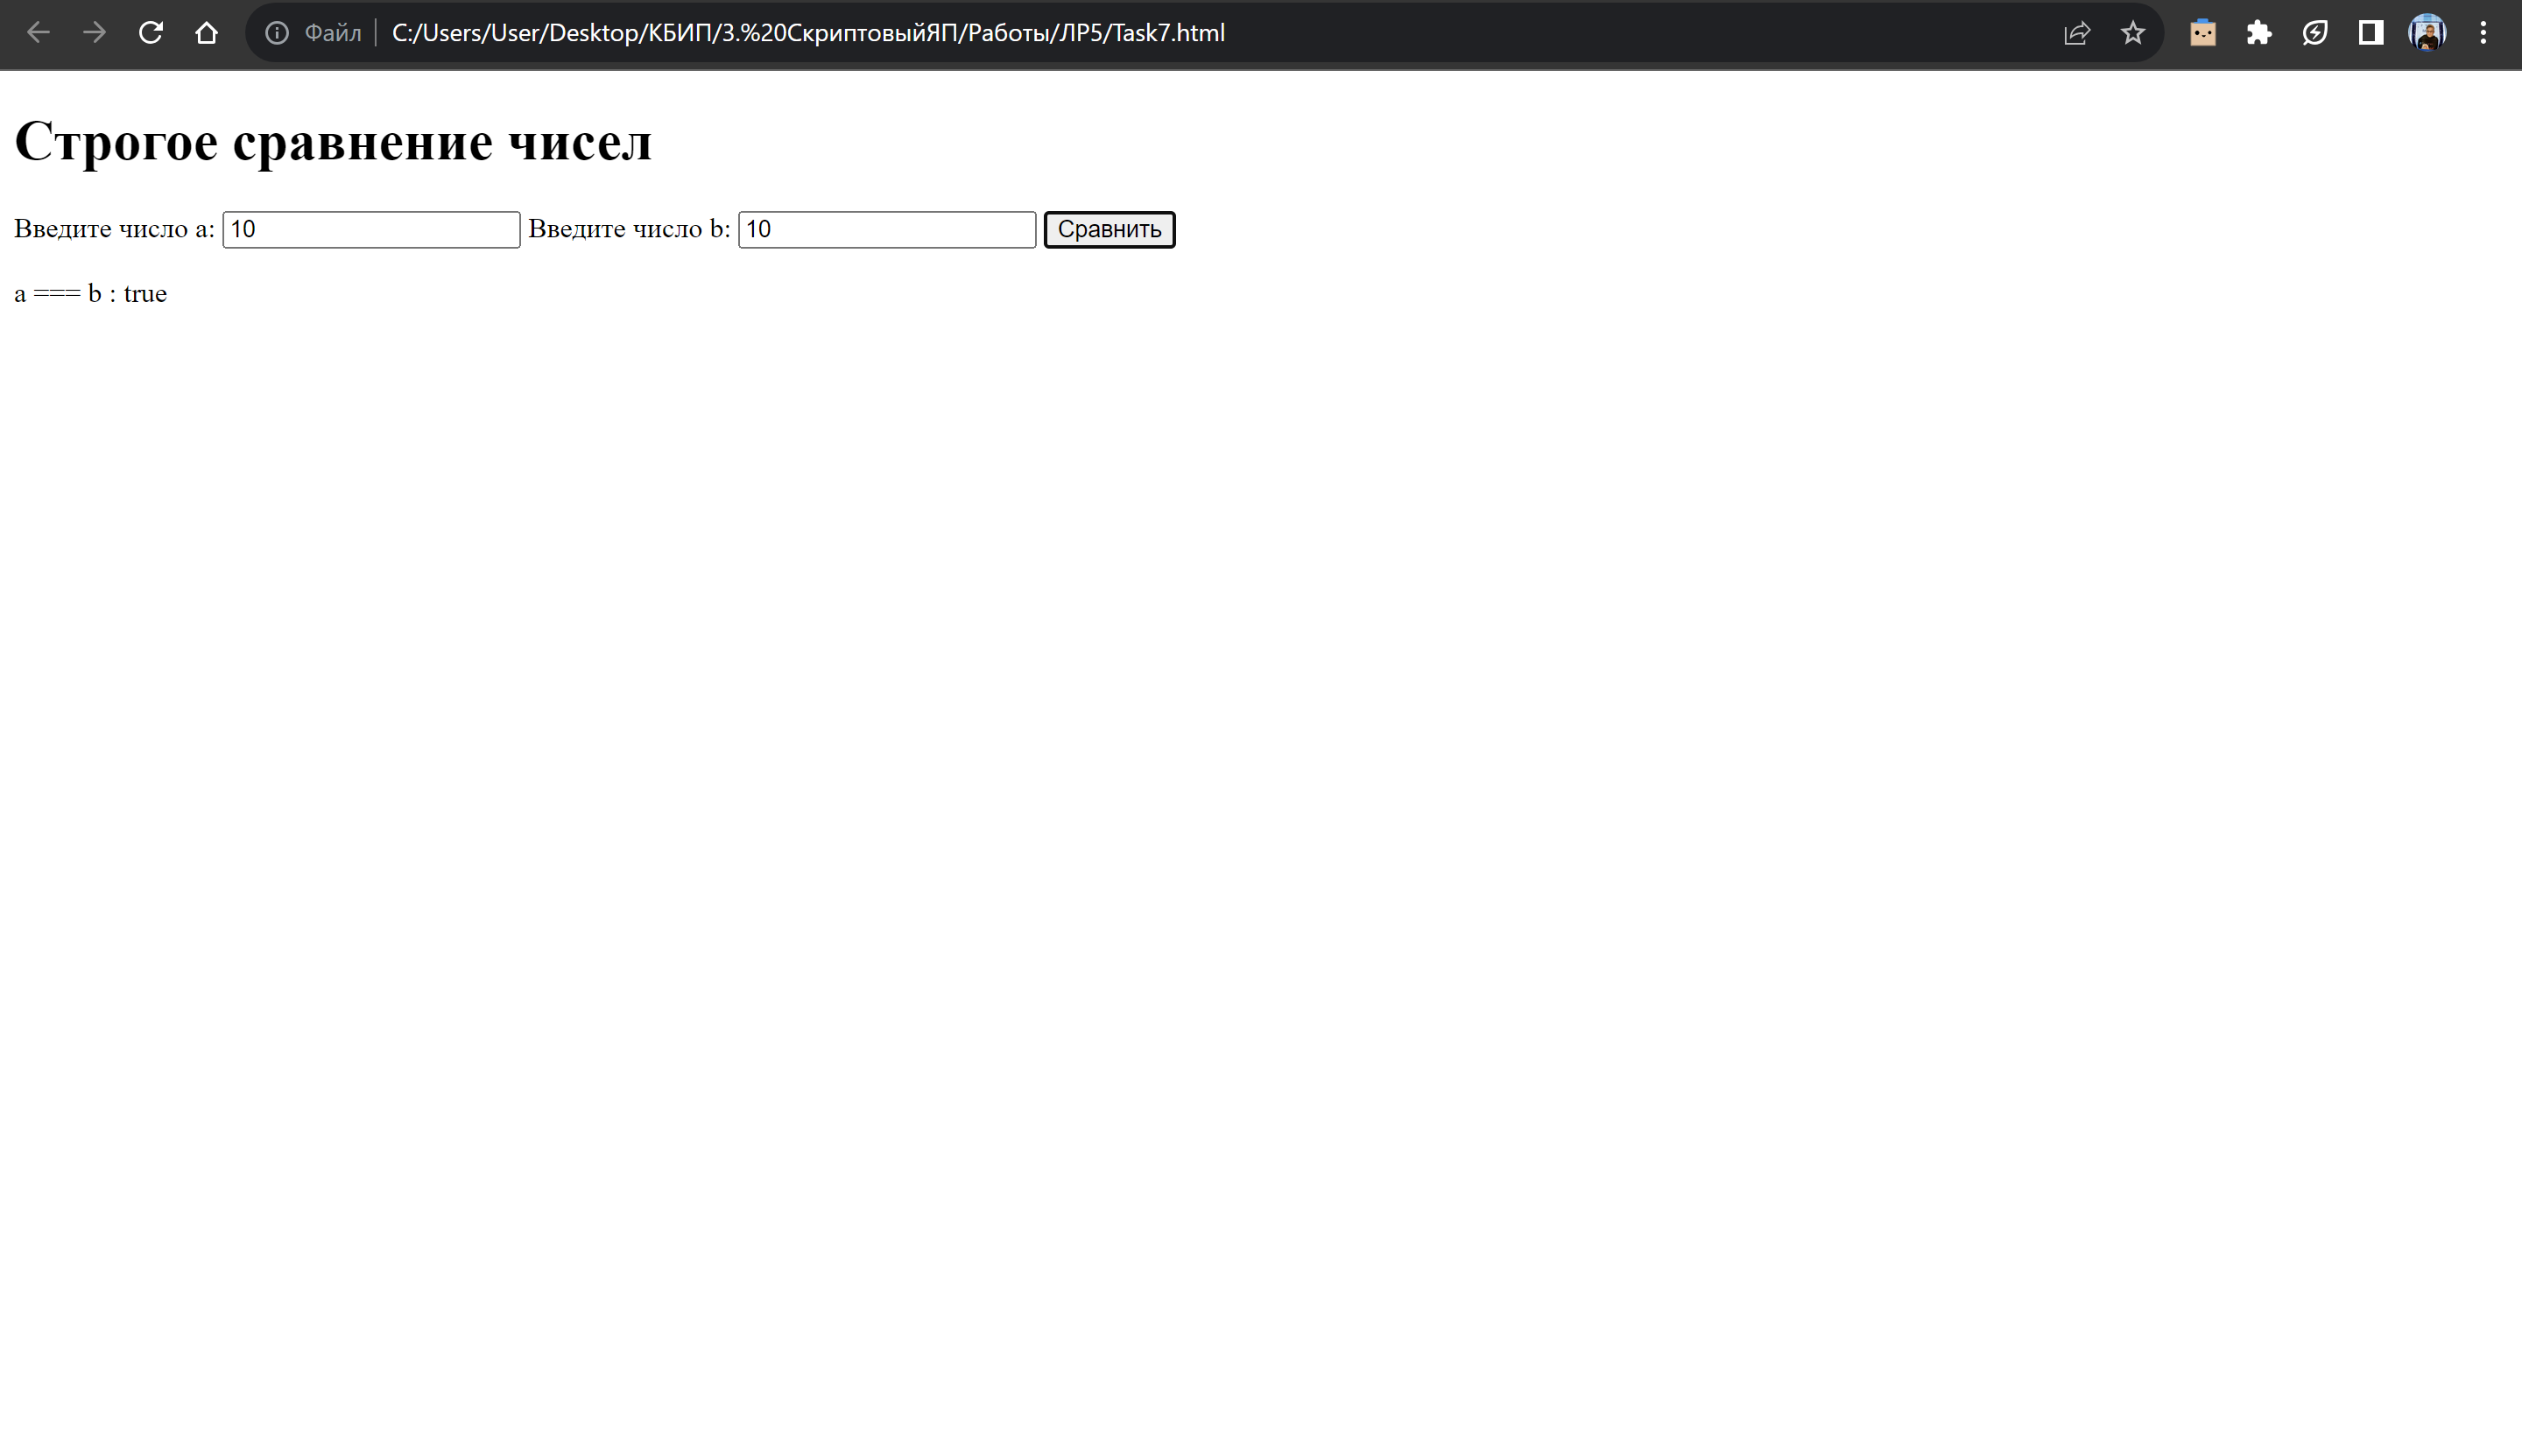 Файл C:/Users/User/Desktop/КБИП/3.%20СкриптовыйЯП/Работы/ЛР5/Task7.html
Строгое сравнение чисел
Введите число a: 10 Введите число b: 10 Сравнить
a === b : true